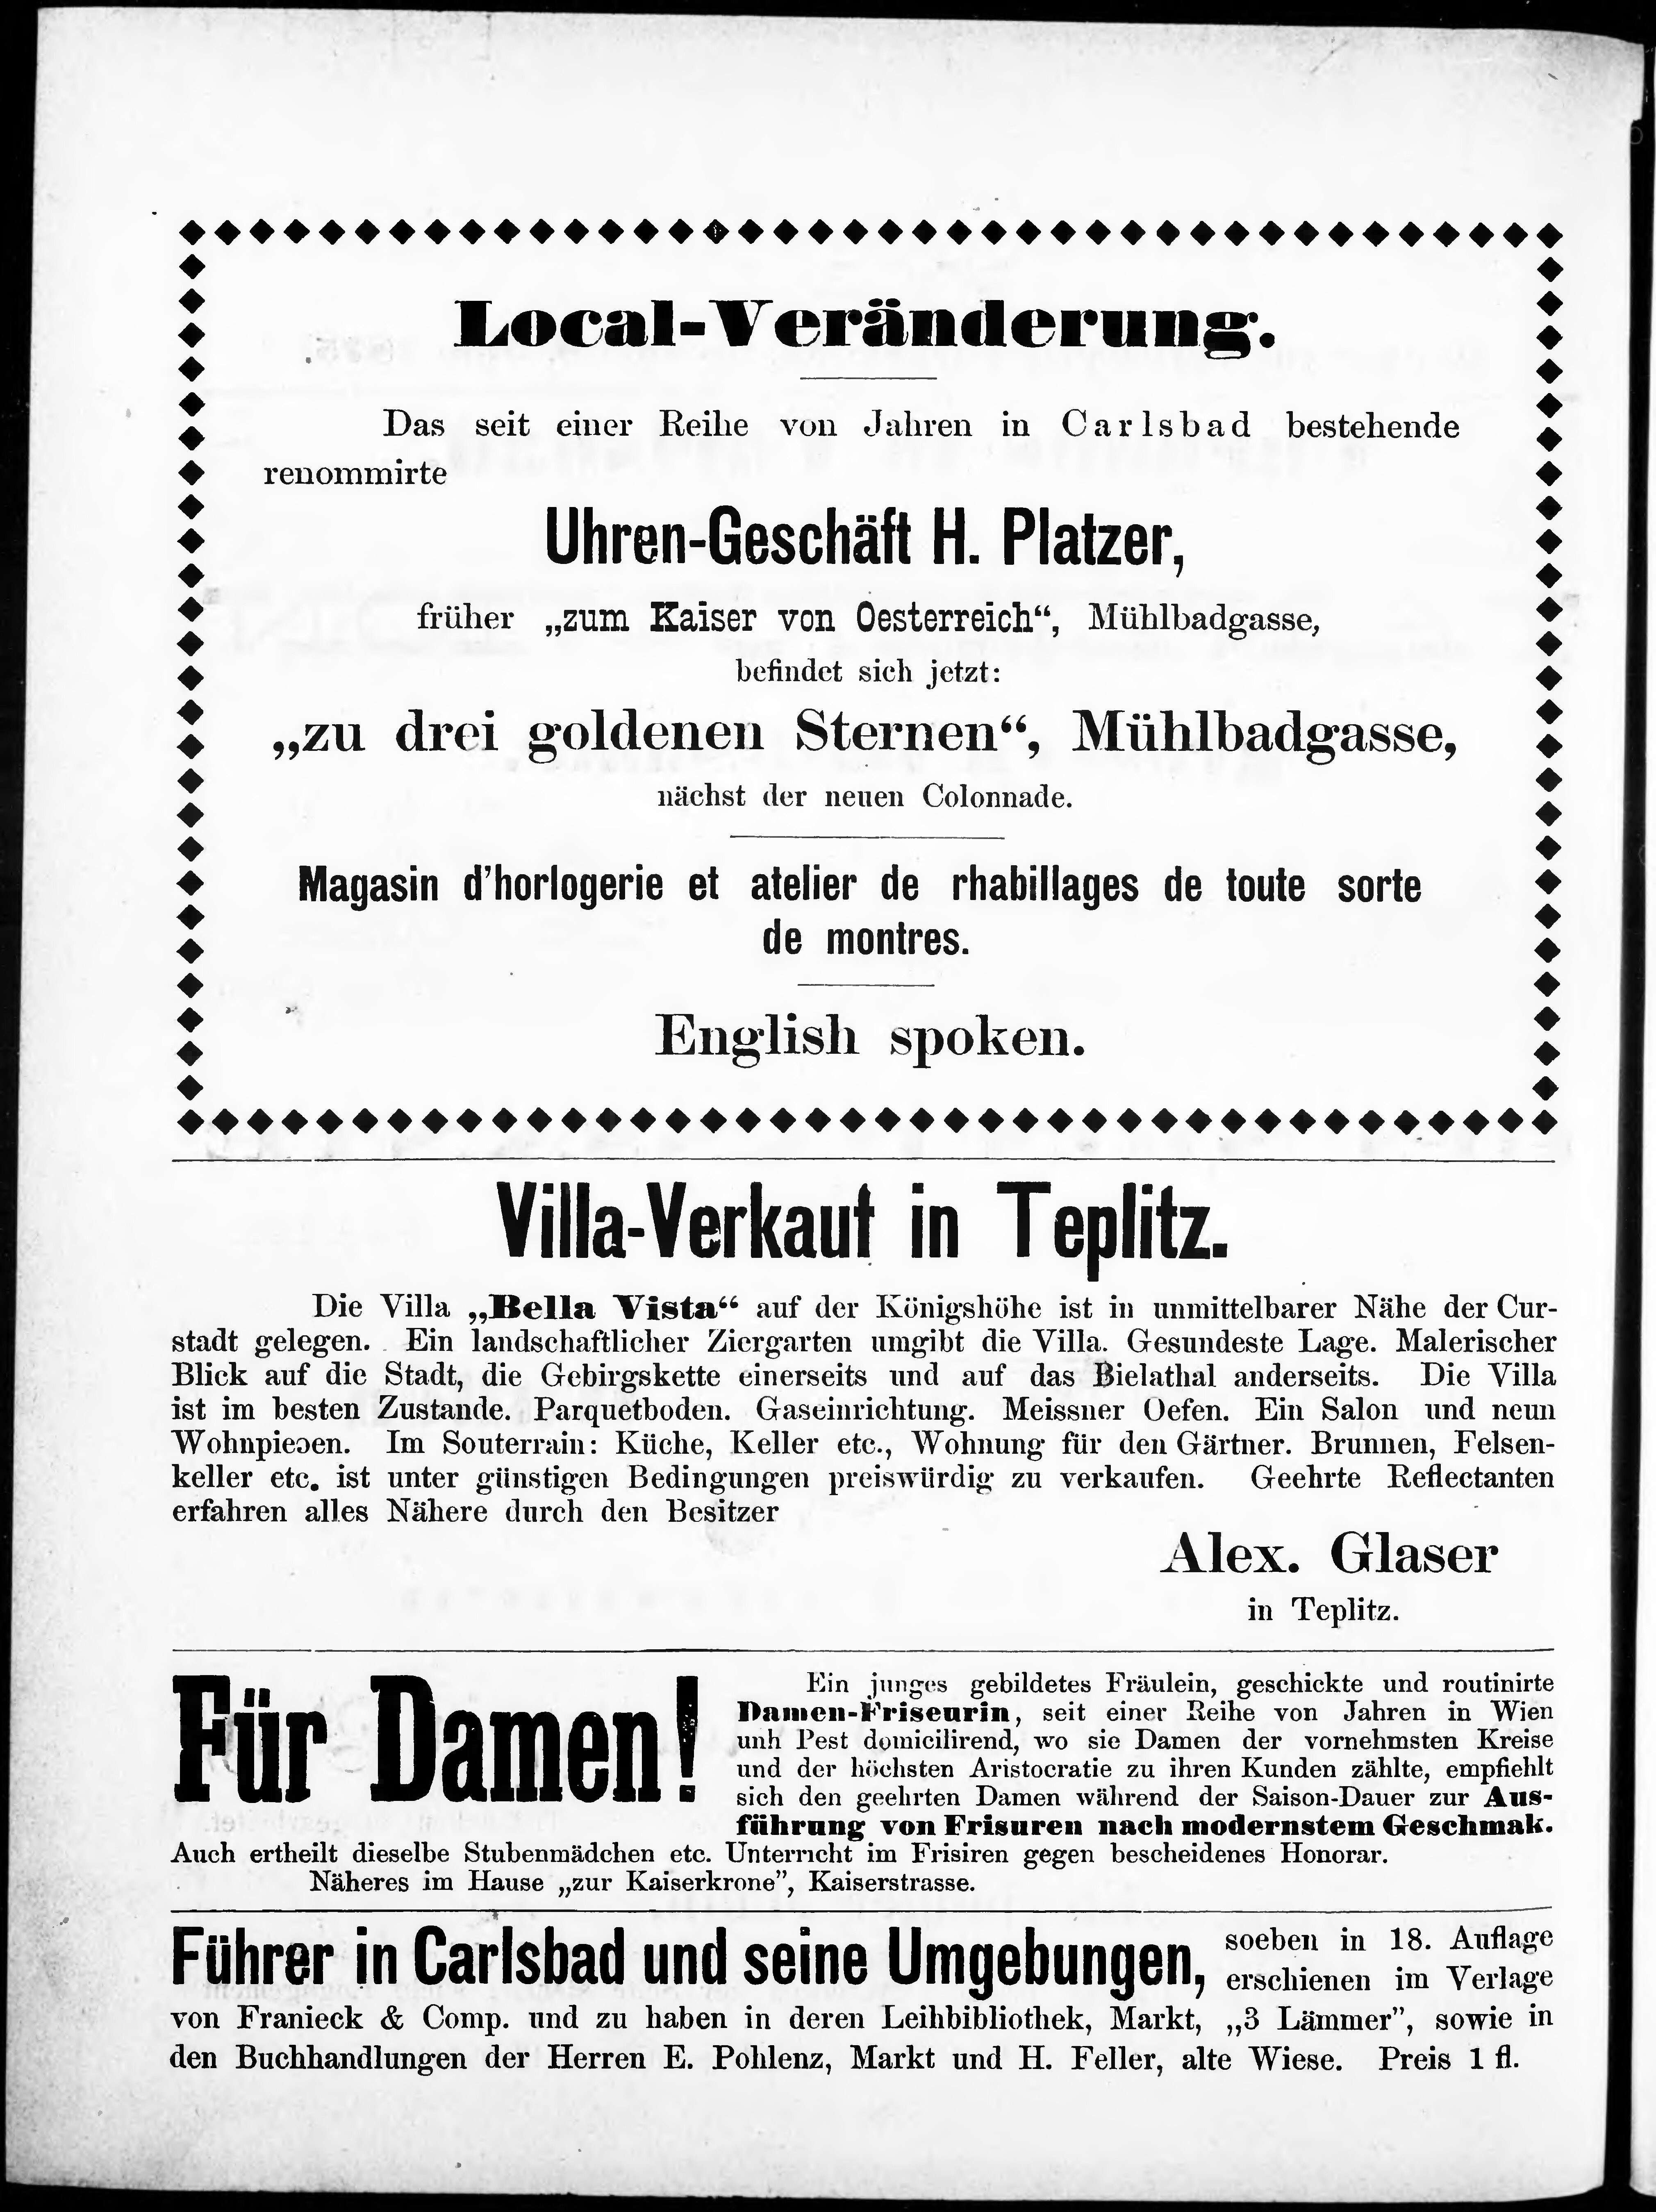 Local-Veränderung.
Das seit einer Reihe von Jahren in Carlsbad bestehende
renommirte
Uhren-Geschäft H. Platzer,
früher „zum Kaiser von Oesterreich“, Mühlbadgasse,
befindet sich jetzt:
„zu drei goldenen Sternen“, Mühlbadgasse,
nächst der neuen Colonnade.
Magasin d’horlogerie et atelier de rhabillages de toute sorte
de montres.
English spoken.
Villa-Verkauf in Teplitz.
Die Villa „Bella Vista“ auf der Königshöhe ist in unmittelbarer Nähe der Cur-
stadt gelegen. Ein landschaftlicher Ziergarten umgibt die Villa. Gesundeste Lage. Malerischer
Blick auf die Stadt, die Gebirgskette einerseits und auf das Bielathal anderseits. Die Villa
ist im besten Zustande. Parquetboden. Gaseinrichtung. Meissner Oefen. Ein Salon und neun
Wohnpiecen. Im Souterrain: Küche, Keller etc., Wohnung für den Gärtner. Brunnen, Felsen-
keller etc. ist unter günstigen Bedingungen preiswürdig zu verkaufen. Geehrte Reflectanten
erfahren alles Nähere durch den Besitzer
Alex. Glaser
in Teplitz.
Für Damen!
Ein junges gebildetes Fräulein, geschickte und routinirte
Damen-Friseurin, seit einer Reihe von Jahren in Wien
unh Pest domicilirend, wo sie Damen der vornehmsten Kreise
und der höchsten Aristocratie zu ihren Kunden zählte, empfiehlt
sich den geehrten Damen während der Saison-Dauer zur Aus-
führung von Frisuren nach modernstem Geschmak.
Auch ertheilt dieselbe Stubenmädchen etc. Unterricht im Frisiren gegen bescheidenes Honorar.
Näheres im Hause „zur Kaiserkrone”, Kaiserstrasse.
Führer in Carlsbad und seine Umgebungen, soeben in 18. Auflage
erschienen im Verlage
von Franieck & Comp. und zu haben in deren Leihbibliothek, Markt, „3 Lämmer”, sowie in
den Buchhandlungen der Herren E. Pohlenz, Markt und H. Feller, alte Wiese. Preis 1 fl.